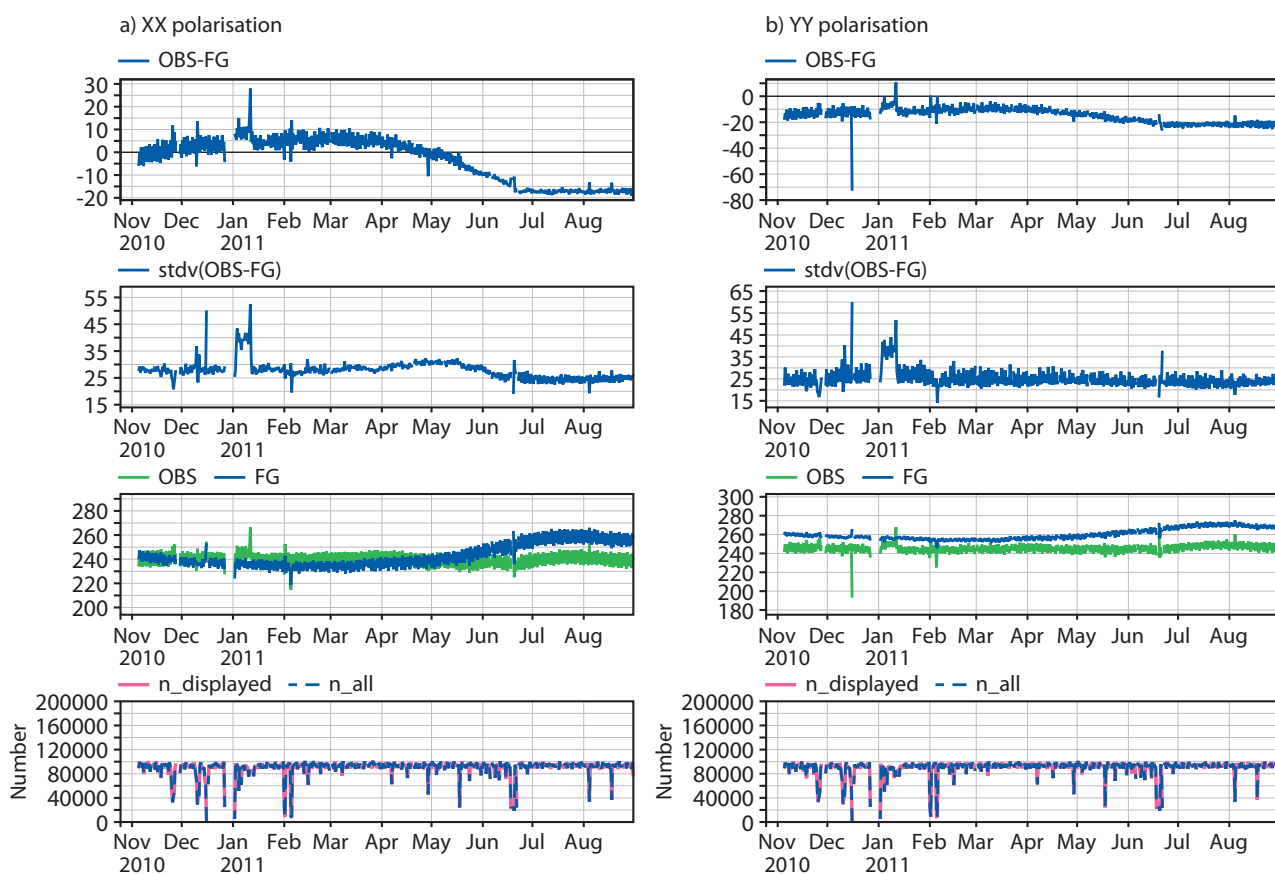 a) XX polarisation
OBS-FG
30
20
10
0
-10
-20
Nov Dec Jan Feb Mar Apr May Jun Jul Aug
2010 2011
stdv(OBS-FG)
55
45
35
25
15
Nov Dec Jan Feb Mar Apr May Jun Jul Aug
2010 2011
OBS FG
280
260
240
220
200
Nov Dec Jan Feb Mar Apr May Jun Jul Aug
2010 2011
n_displayed n_all
Number
200000
160000
120000
80000
40000
0
Nov Dec Jan Feb Mar Apr May Jun Jul Aug
2010 2011
b) YY polarisation
OBS-FG
0
-20
-40
-60
-80
Nov Dec Jan Feb Mar Apr May Jun Jul Aug
2010 2011
stdv(OBS-FG)
65
55
45
35
25
15
Nov Dec Jan Feb Mar Apr May Jun Jul Aug
2010 2011
OBS FG
300
280
260
240
220
200
180
Nov Dec Jan Feb Mar Apr May Jun Jul Aug
2010 2011
n_displayed n_all
Number
200000
160000
120000
80000
40000
0
Nov Dec Jan Feb Mar Apr May Jun Jul Aug
2010 2011